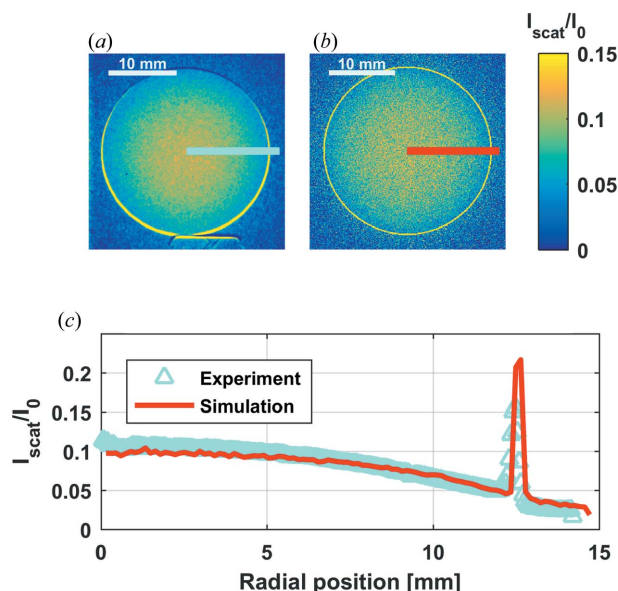 I_scat/I_0
(a)
(b)
10 mm
10 mm
0.15
0.1
0.05
0
(c)
I_scat/I_0
0.2
0.15
0.1
0.05
0
Experiment
Simulation
0
5
10
15
Radial position [mm]